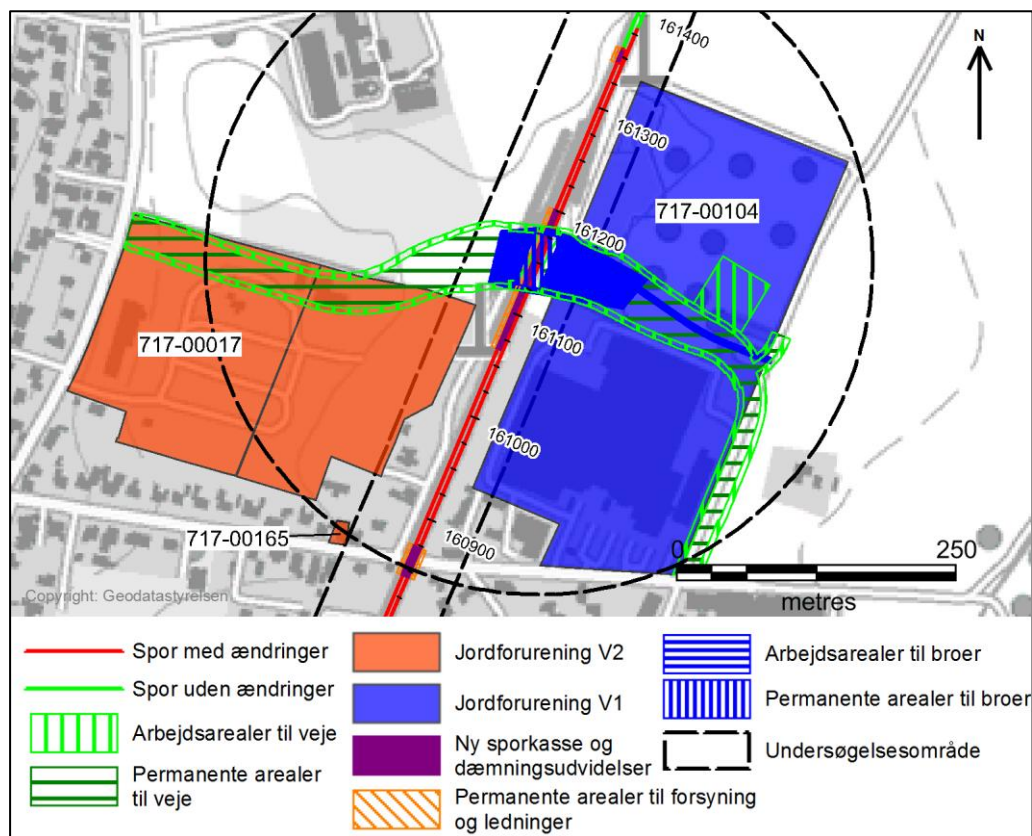 161400
N
161300
717-00104
161200
161100
717-00017
161000
717-00165
160900
0
250
metres
Copyright: Geodatastyrelsen
Spor med ændringer
Spor uden ændringer
Arbejdsarealer til veje
Permanente arealer
til veje
Jordforurening V2
Jordforurening V1
Ny sporkasse og
dæmningsudvidelser
Permanente arealer til forsyning
og ledninger
Arbejdsarealer til broer
Permanente arealer til broer
Undersøgelsesområde